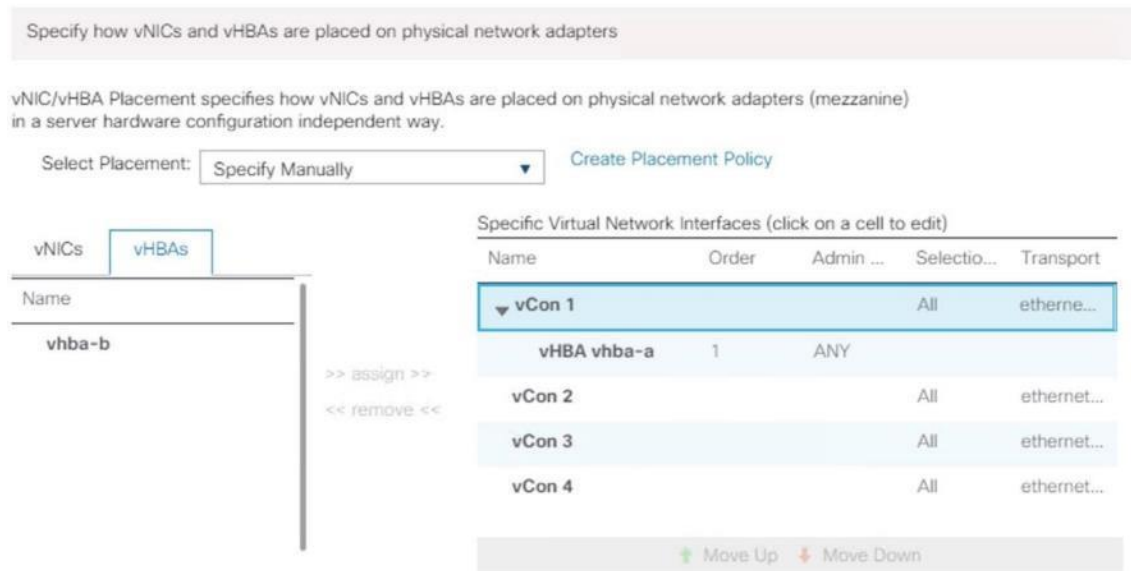 Specify how vNICs and vHBAs are placed on physical network adapters
vNIC/vHBA Placement specifies how vNICs and vHBAs are placed on physical network adapters (mezzanine)
in a server hardware configuration independent way.
Select Placement: Specify Manually Create Placement Policy
vNICs vHBAs
Name
vhba-b
>> assign >>
<< remove <<
Specific Virtual Network Interfaces (click on a cell to edit)
Name Order Admin ... Selectio... Transport
vCon 1 All etherne...
vHBA vhba-a 1 ANY
vCon 2 All ethernet...
vCon 3 All ethernet...
vCon 4 All ethernet...
Move Up Move Down